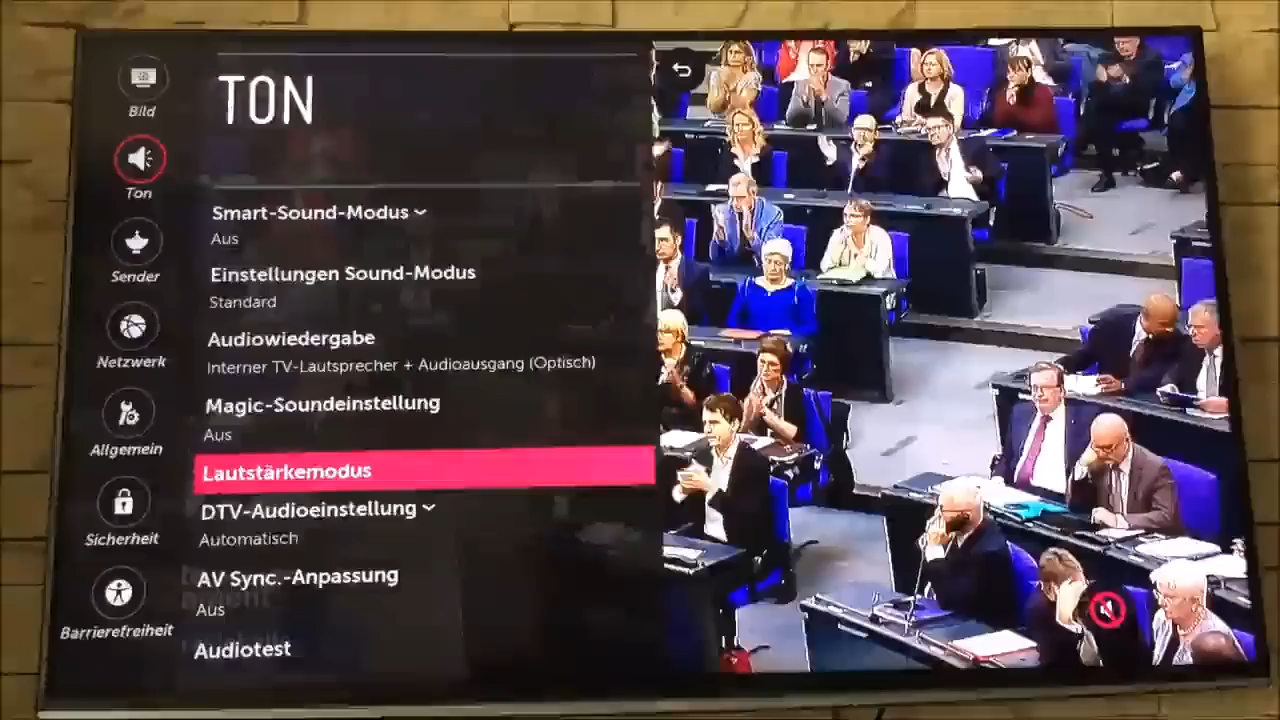 Bild
Ton
Sender
Netzwerk
Allgemein
Sicherheit
Barrierefreiheit
TON
Smart-Sound-Modus
Aus
Einstellungen Sound-Modus
Standard
Audiowiedergabe
Interner TV-Lautsprecher + Audioausgang (Optisch)
Magic-Soundeinstellung
Aus
Lautstärkemodus
DTV-Audioeinstellung
Automatisch
AV Sync.-Anpassung
Aus
Audiotest